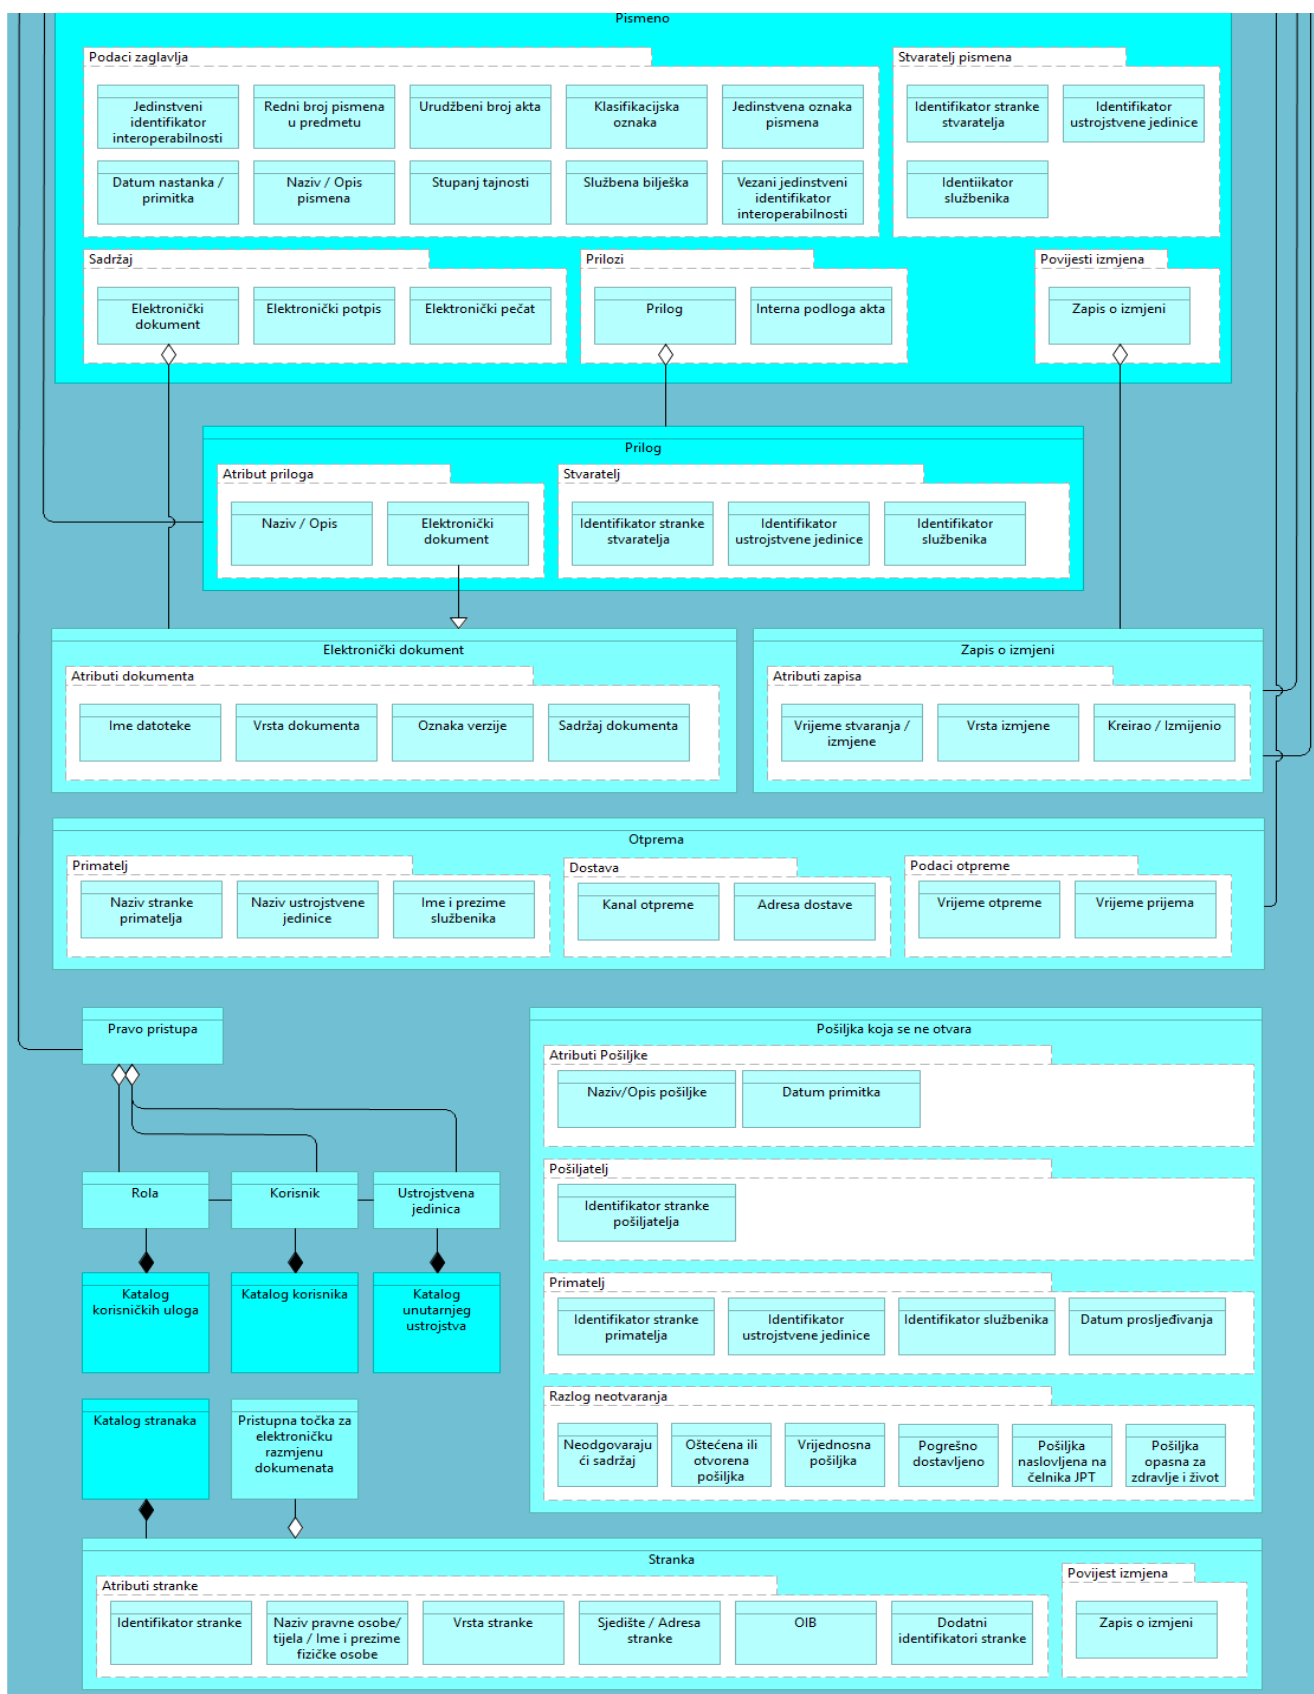 Pismeno
Podaci zaglavlja
Jedinstveni
identifikator
interoperabilnosti
Redni broj pismena
u predmetu
Urudžbeni broj akta
Klasifikacijska
oznaka
Jedinstvena oznaka
pismena
Datum nastanka /
primitka
Naziv / Opis
pismena
Stupanj tajnosti
Službena bilješka
Vezani jedinstveni
identifikator
interoperabilnosti
Stvaratelj pismena
Identifikator stranke
stvaratelja
Identifikator
ustrojstvene jedinice
Identiikator
službenika
Sadržaj
Elektronički
dokument
Elektronički potpis
Elektronički pečat
Prilozi
Prilog
Interna podloga akta
Povijesti izmjena
Zapis o izmjeni
Prilog
Atribut priloga
Naziv / Opis
Elektronički
dokument
Stvaratelj
Identifikator stranke
stvaratelja
Identifikator
ustrojstvene jedinice
Identifikator
službenika
Elektronički dokument
Atributi dokumenta
Ime datoteke
Vrsta dokumenta
Oznaka verzije
Sadržaj dokumenta
Zapis o izmjeni
Atributi zapisa
Vrijeme stvaranja /
izmjene
Vrsta izmjene
Kreirao / Izmijenio
Otprema
Primatelj
Naziv stranke
primatelja
Naziv ustrojstvene
jedinice
Ime i prezime
službenika
Dostava
Kanal otpreme
Adresa dostave
Podaci otpreme
Vrijeme otpreme
Vrijeme prijema
Pravo pristupa
Rola
Korisnik
Ustrojstvena
jedinica
Katalog
korisničkih uloga
Katalog korisnika
Katalog
unutarnjeg
ustrojstva
Katalog stranaka
Pristupna točka za
elektroničku
razmjenu
dokumenata
Pošiljka koja se ne otvara
Atributi Pošiljke
Naziv/Opis pošiljke
Datum primitka
Pošiljatelj
Identifikator stranke
pošiljatelja
Primatelj
Identifikator stranke
primatelja
Identifikator
ustrojstvene jedinice
Identifikator službenika
Datum prosljeđivanja
Razlog neotvaranja
Neodgovaraju
ći sadržaj
Oštećena ili
otvorena
pošiljka
Vrijednosna
pošiljka
Pogrešno
dostavljeno
Pošiljka
naslovljena na
čelnika JPT
Pošiljka
opasna za
zdravlje i život
Stranka
Atributi stranke
Identifikator stranke
Naziv pravne osobe/
tijela / Ime i prezime
fizičke osobe
Vrsta stranke
Sjedište / Adresa
stranke
OIB
Dodatni
identifikatori stranke
Povijest izmjena
Zapis o izmjeni